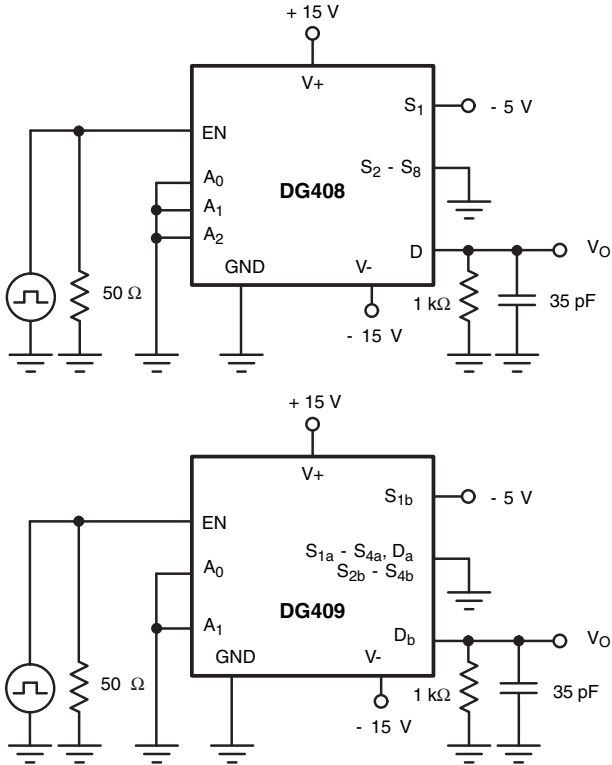 + 15 V
V+
S1
- 5 V
EN
S2 - S8
A0
DG408
A1
A2
D
VO
GND
V-
50 Ω
1 kΩ
35 pF
- 15 V
+ 15 V
V+
S1b
- 5 V
EN
S1a - S4a, Da
S2b - S4b
A0
DG409
A1
Db
VO
GND
V-
50 Ω
1 kΩ
35 pF
- 15 V